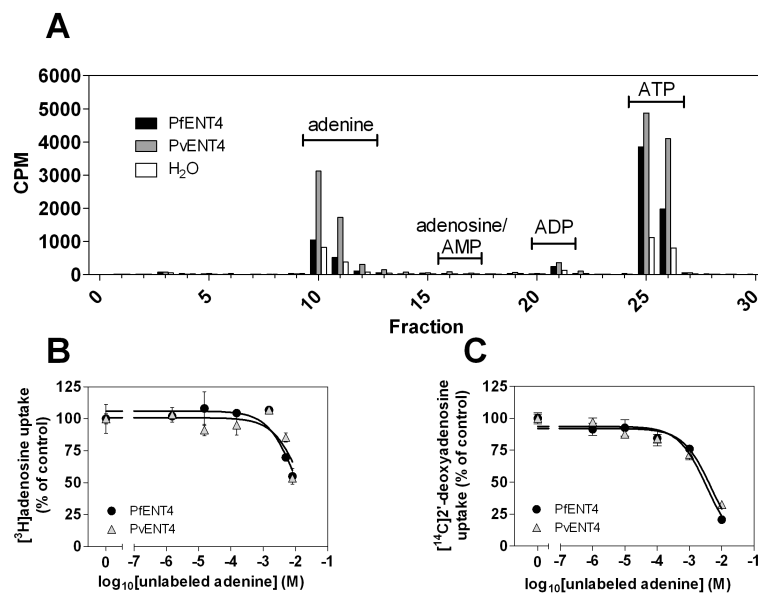 A
6000
5000
4000
3000
2000
1000
0
CPM
PfENT4
PvENT4
H₂O
adenine
adenosine/
AMP
ADP
ATP
0 5 10 15 20 25 30
Fraction
B
125
100
75
50
25
0
[³H]adenosine uptake
(% of control)
PfENT4
PvENT4
0 -7 -6 -5 -4 -3 -2 -1
log₁₀[unlabeled adenine] (M)
C
125
100
75
50
25
0
[¹⁴C]2'-deoxyadenosine
uptake (% of control)
PfENT4
PvENT4
0 -7 -6 -5 -4 -3 -2 -1
log₁₀[unlabeled adenine] (M)